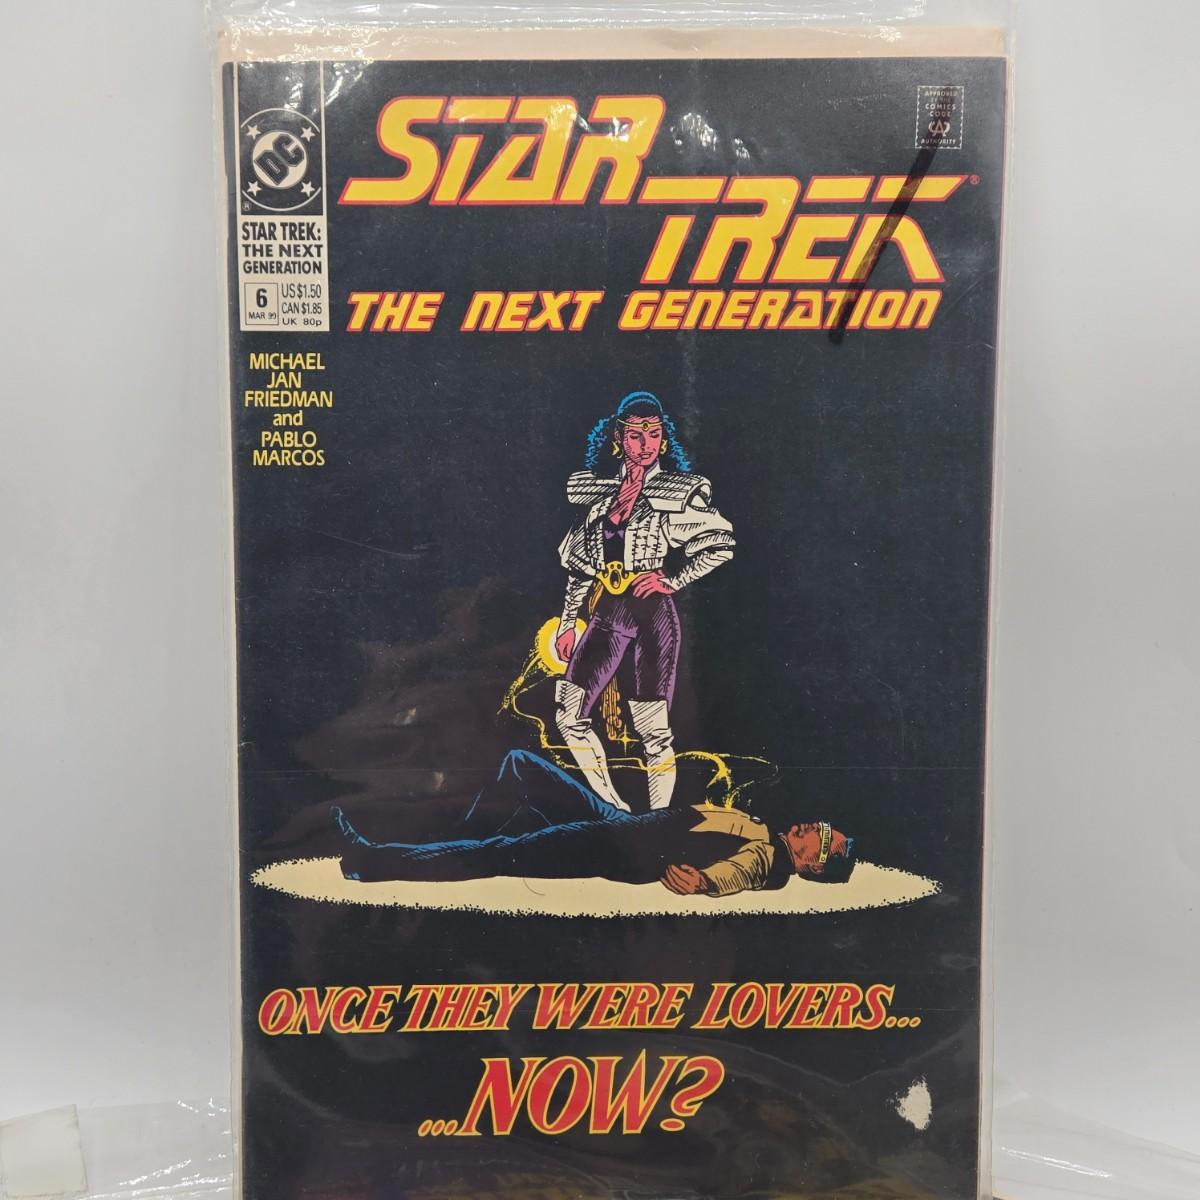 DC
®
STAR TREK:
THE NEXT
GENERATION
6
MAR 99
US $1.50
CAN $1.85
UK 80p
MICHAEL
JAN
FRIEDMAN
and
PABLO
MARCOS
APPROVED
BY THE
COMICS
CODE
CA
AUTHORITY
STAR
TREK®
THE NEXT GENERATION
ONCE THEY WERE LOVERS...
...NOW?